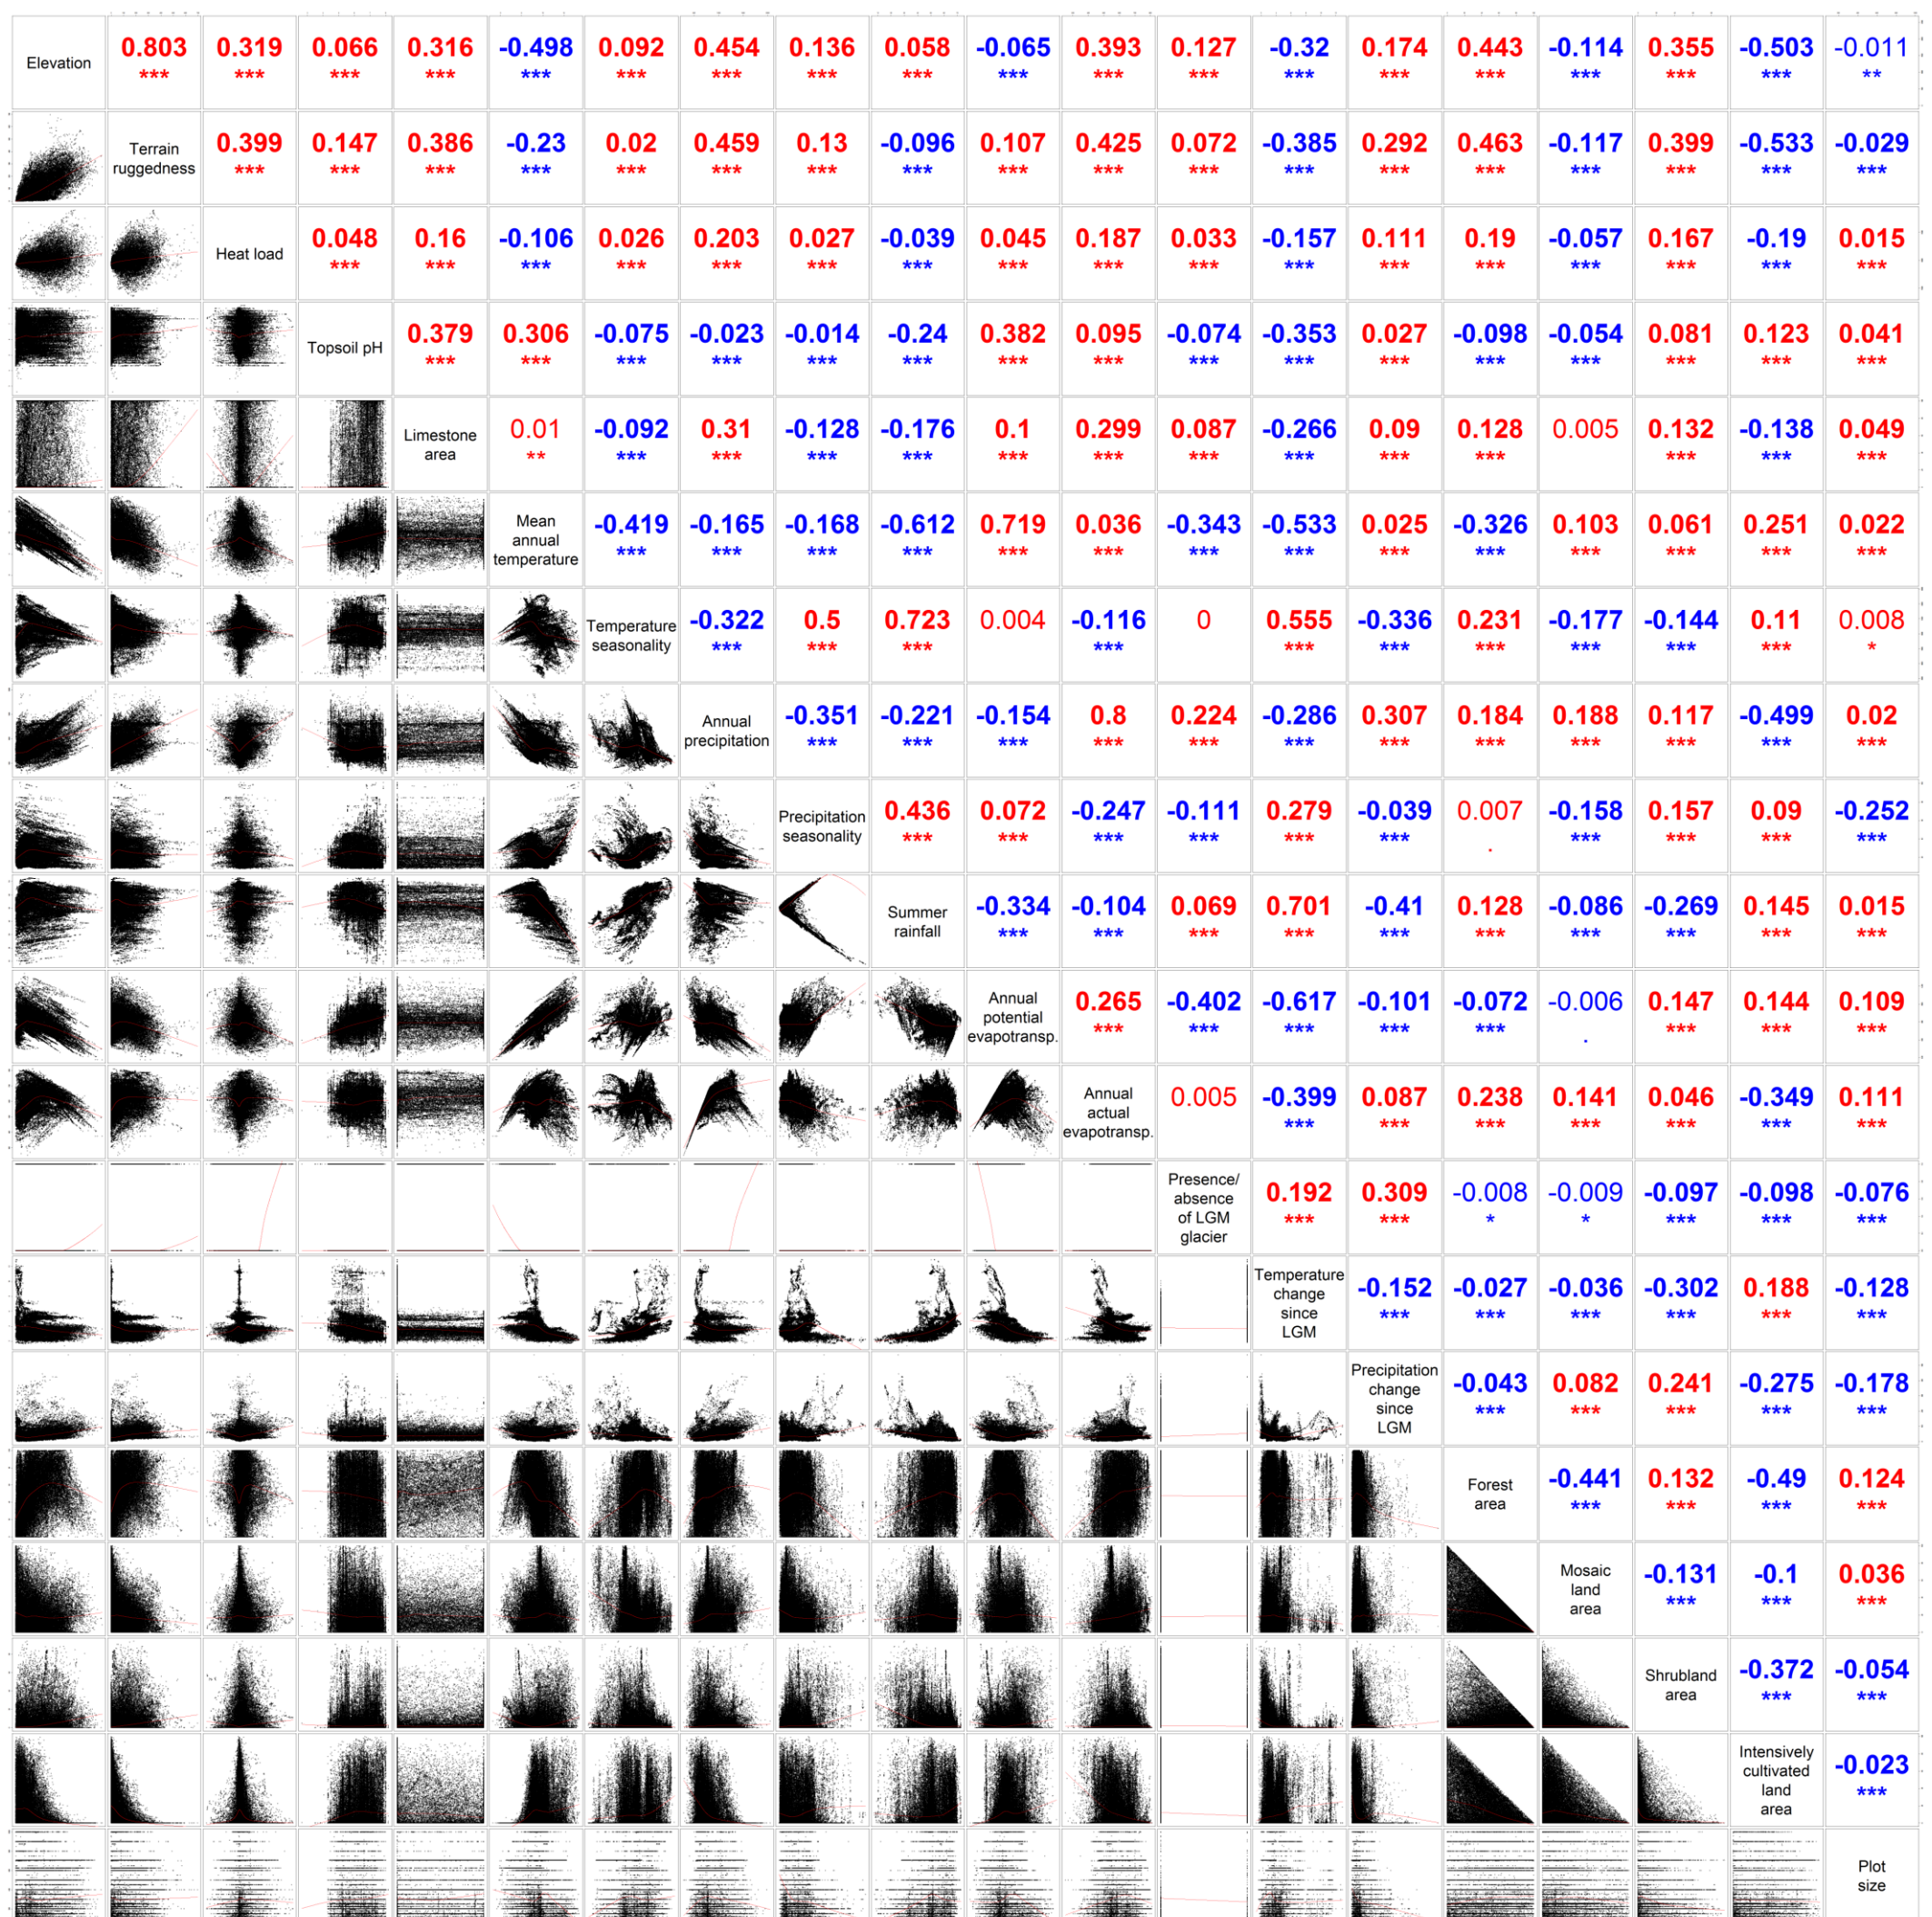 Elevation
0.803 0.319 0.066 0.316 -0.498 0.092 0.454 0.136 0.058 -0.065 0.393 0.127 -0.32 0.174 0.443 -0.114 0.355 -0.503 -0.011
*** *** *** *** *** *** *** *** *** *** *** *** *** *** *** *** *** *** **
Terrain
ruggedness
0.399 0.147 0.386 -0.23 0.02 0.459 0.13 -0.096 0.107 0.425 0.072 -0.385 0.292 0.463 -0.117 0.399 -0.533 -0.029
*** *** *** *** *** *** *** *** *** *** *** *** *** *** *** *** *** ***
Heat load
0.048 0.16 -0.106 0.026 0.203 0.027 -0.039 0.045 0.187 0.033 -0.157 0.111 0.19 -0.057 0.167 -0.19 0.015
*** *** *** *** *** *** *** *** *** *** *** *** *** *** *** *** ***
Topsoil pH
0.379 0.306 -0.075 -0.023 -0.014 -0.24 0.382 0.095 -0.074 -0.353 0.027 -0.098 -0.054 0.081 0.123 0.041
*** *** *** *** *** *** *** *** *** *** *** *** *** *** *** ***
Limestone
area
0.01 -0.092 0.31 -0.128 -0.176 0.1 0.299 0.087 -0.266 0.09 0.128 0.005 0.132 -0.138 0.049
** *** *** *** *** *** *** *** *** *** *** *** *** ***
Mean
annual
temperature
-0.419 -0.165 -0.168 -0.612 0.719 0.036 -0.343 -0.533 0.025 -0.326 0.103 0.061 0.251 0.022
*** *** *** *** *** *** *** *** *** *** *** *** *** ***
Temperature
seasonality
-0.322 0.5 0.723 0.004 -0.116 0 0.555 -0.336 0.231 -0.177 -0.144 0.11 0.008
*** *** *** *** *** *** *** *** *** *** *
Annual
precipitation
-0.351 -0.221 -0.154 0.8 0.224 -0.286 0.307 0.184 0.188 0.117 -0.499 0.02
*** *** *** *** *** *** *** *** *** *** *** ***
Precipitation
seasonality
0.436 0.072 -0.247 -0.111 0.279 -0.039 0.007 -0.158 0.157 0.09 -0.252
*** *** *** *** *** *** . *** *** *** ***
Summer
rainfall
-0.334 -0.104 0.069 0.701 -0.41 0.128 -0.086 -0.269 0.145 0.015
*** *** *** *** *** *** *** *** *** ***
Annual
potential
evapotransp.
0.265 -0.402 -0.617 -0.101 -0.072 -0.006 0.147 0.144 0.109
*** *** *** *** *** . *** *** ***
Annual
actual
evapotransp.
0.005 -0.399 0.087 0.238 0.141 0.046 -0.349 0.111
*** *** *** *** *** *** ***
Presence/
absence
of LGM
glacier
0.192 0.309 -0.008 -0.009 -0.097 -0.098 -0.076
*** *** * * *** *** ***
Temperature
change
since
LGM
-0.152 -0.027 -0.036 -0.302 0.188 -0.128
*** *** *** *** *** ***
Precipitation
change
since
LGM
-0.043 0.082 0.241 -0.275 -0.178
*** *** *** *** ***
Forest
area
-0.441 0.132 -0.49 0.124
*** *** *** ***
Mosaic
land
area
-0.131 -0.1 0.036
*** *** ***
Shrubland
area
-0.372 -0.054
*** ***
Intensively
cultivated
land
area
-0.023
***
Plot
size